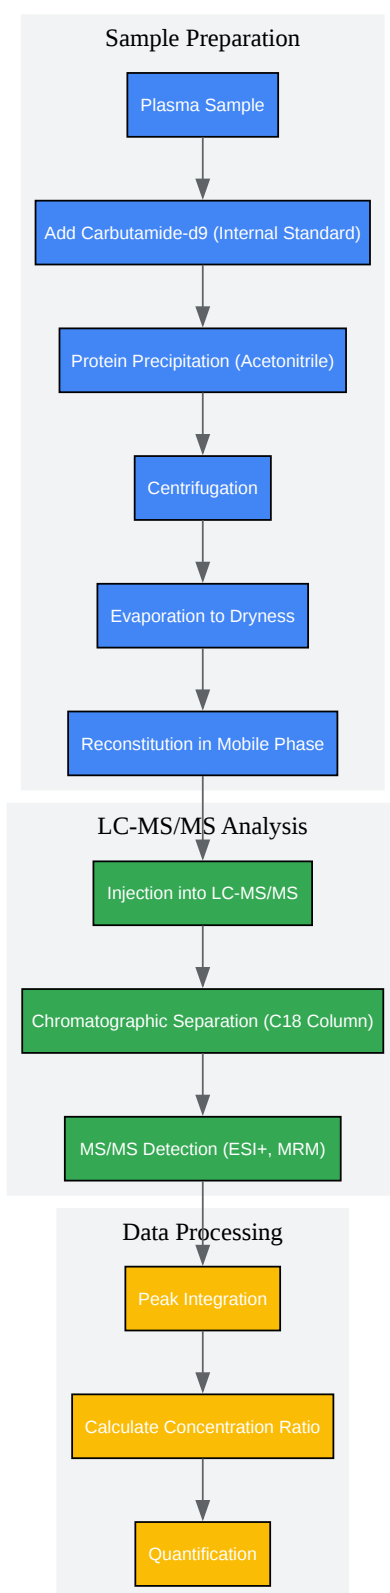 Sample Preparation
Plasma Sample
Add Carbutamide-d9 (Internal Standard)
Protein Precipitation (Acetonitrile)
Centrifugation
Evaporation to Dryness
Reconstitution in Mobile Phase
LC-MS/MS Analysis
Injection into LC-MS/MS
Chromatographic Separation (C18 Column)
MS/MS Detection (ESI+, MRM)
Data Processing
Peak Integration
Calculate Concentration Ratio
Quantification